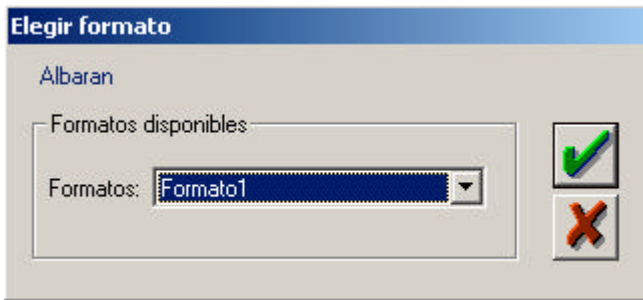 Elegir formato
Albaran
Formatos disponibles
Formatos: Formato1